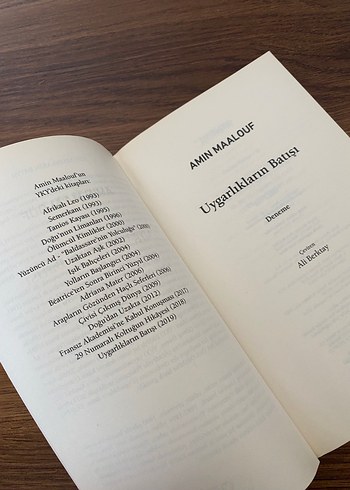 Amin Maalouf'un
YKY'deki kitapları:
Afrikalı Leo (1993)
Semerkant (1993)
Tanios Kayası (1995)
Doğu'nun Limanları (1996)
Ölümcül Kimlikler (2000)
Yüzüncü Ad - "Baldassare'nin Yolculuğu" (2000)
Uzaktan Aşk (2002)
Işık Bahçeleri (2004)
Yolların Başlangıcı (2004)
Beatrice'ten Sonra Birinci Yüzyıl (2004)
Adriana Mater (2006)
Arapların Gözünden Haçlı Seferleri (2006)
Çivisi Çıkmış Dünya (2009)
Doğu'dan Uzakta (2012)
Fransız Akademisi'ne Kabul Konuşması (2017)
29 Numaralı Koltuğun Hikâyesi (2018)
Uygarlıkların Batışı (2019)
AMIN MAALOUF
Uygarlıkların Batışı
Deneme
Çeviren
Ali Berktay